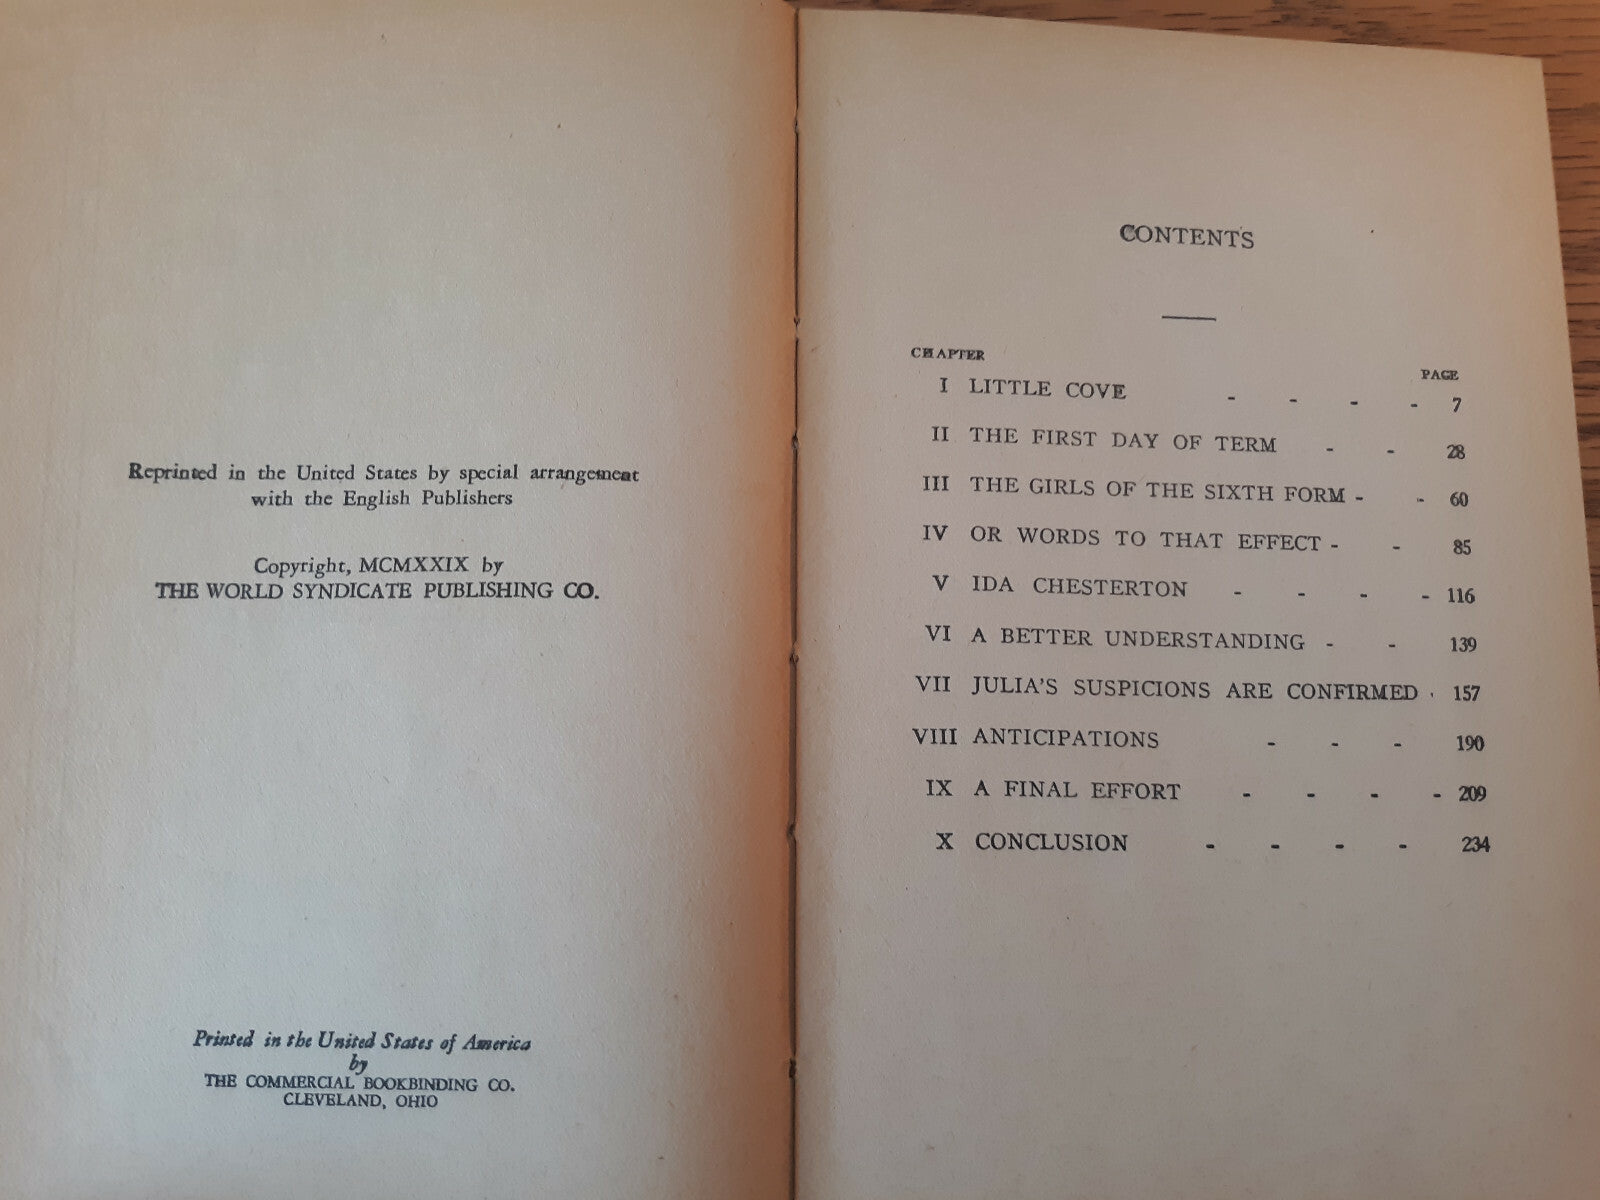 Reprinted in the United States by special arrangement
with the English Publishers
Copyright, MCMXXIX by
THE WORLD SYNDICATE PUBLISHING CO.
Printed in the United States of America
by
THE COMMERCIAL BOOKBINDING CO.
CLEVELAND, OHIO
CONTENTS
CHAPTER
PAGE
I LITTLE COVE - - - - 7
II THE FIRST DAY OF TERM - - 28
III THE GIRLS OF THE SIXTH FORM - - 60
IV OR WORDS TO THAT EFFECT - - 85
V IDA CHESTERTON - - - - 116
VI A BETTER UNDERSTANDING - - 139
VII JULIA'S SUSPICIONS ARE CONFIRMED · 157
VIII ANTICIPATIONS - - - 190
IX A FINAL EFFORT - - - - 209
X CONCLUSION - - - - 234